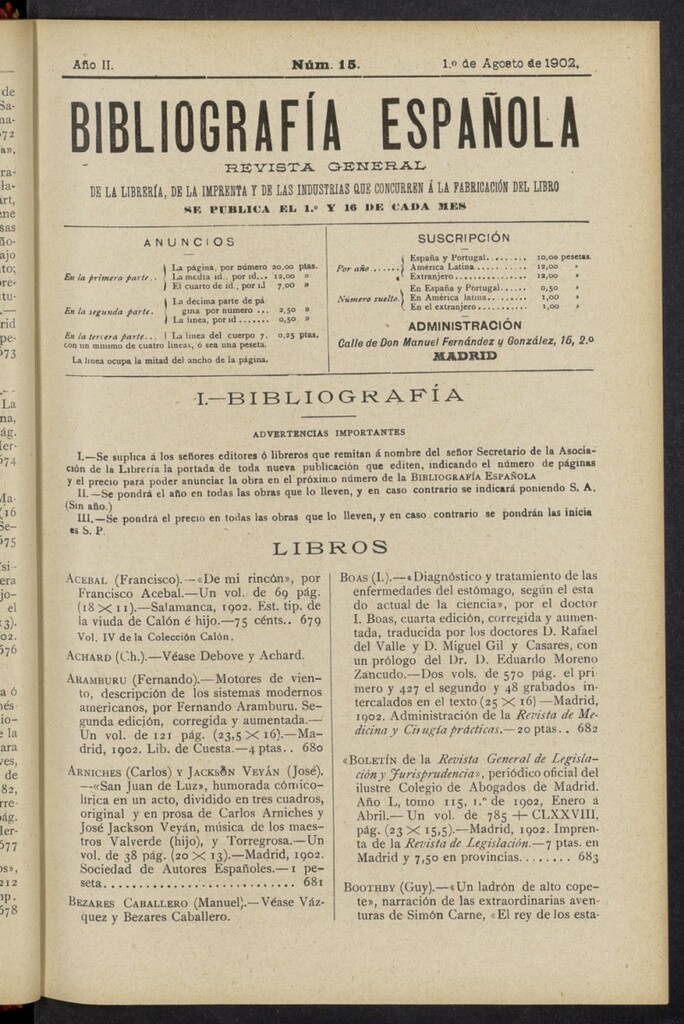 Año II.
Núm. 15.
1.º de Agosto de 1902.
BIBLIOGRAFÍA ESPAÑOLA
REVISTA GENERAL
DE LA LIBRERÍA, DE LA IMPRENTA Y DE LAS INDUSTRIAS QUE CONCURREN Á LA FABRICACIÓN DEL LIBRO
SE PUBLICA EL 1.º Y 16 DE CADA MES
ANUNCIOS
En la primera parte.. La página, por número 20,00 ptas.
La media id., por id... 12,00 »
El cuarto de id, por id 7,00 »
En la segunda parte. La décima parte de pá
gina por número ... 2,50 »
La línea, por id ....... 0,50 »
En la tercera parte... La línea del cuerpo 7. 0,25 ptas.
con un mínimo de cuatro líneas, ó sea una peseta.
La línea ocupa la mitad del ancho de la página.
SUSCRIPCIÓN
Por año ...... España y Portugal......... 10,00 pesetas.
América Latina........... 12,00 »
Extranjero................ 12,00 »
Número suelto. En España y Portugal..... 0,50 »
En América latina......... 1,00 »
En el extranjero........... 1,00 »
ADMINISTRACIÓN
Calle de Don Manuel Fernández y González, 15, 2.º
MADRID
I.—BIBLIOGRAFÍA
ADVERTENCIAS IMPORTANTES
I.—Se suplica á los señores editores ó libreros que remitan á nombre del señor Secretario de la Asocia-
ción de la Librería la portada de toda nueva publicación que editen, indicando el número de páginas
y el precio para poder anunciar la obra en el próximo número de la BIBLIOGRAFÍA ESPAÑOLA
II.—Se pondrá el año en todas las obras que lo lleven, y en caso contrario se indicará poniendo S. A.
(Sin año.)
III.—Se pondrá el precio en todas las obras que lo lleven, y en caso contrario se pondrán las inicia
es S. P.
LIBROS
ACEBAL (Francisco).—«De mi rincón», por
Francisco Acebal.—Un vol. de 69 pág.
(18 × 11).—Salamanca, 1902. Est. tip. de
la viuda de Calón é hijo.—75 cénts.. 679
Vol. IV de la Colección Calón.
ACHARD (Ch.).—Véase Debove y Achard.
ARAMBURU (Fernando).—Motores de vien-
to, descripción de los sistemas modernos
americanos, por Fernando Aramburu. Se-
gunda edición, corregida y aumentada.—
Un vol. de 121 pág. (23,5 × 16).—Ma-
drid, 1902. Lib. de Cuesta.—4 ptas.. 680
ARNICHES (Carlos) Y JACKSON VEYÁN (José).
—«San Juan de Luz», humorada cómico-
lírica en un acto, dividido en tres cuadros,
original y en prosa de Carlos Arniches y
José Jackson Veyán, música de los maes-
tros Valverde (hijo), y Torregrosa.—Un
vol. de 38 pág. (20 × 13).—Madrid, 1902.
Sociedad de Autores Españoles.—1 pe-
seta........................... 681
BEZARES CABALLERO (Manuel).—Véase Váz-
quez y Bezares Caballero.
BOAS (I.).—«Diagnóstico y tratamiento de las
enfermedades del estómago, según el esta
do actual de la ciencia», por el doctor
I. Boas, cuarta edición, corregida y aumen-
tada, traducida por los doctores D. Rafael
del Valle y D. Miguel Gil y Casares, con
un prólogo del Dr. D. Eduardo Moreno
Zancudo.—Dos vols. de 570 pág. el pri
mero y 427 el segundo y 48 grabados in-
tercalados en el texto (25 × 16)—Madrid,
1902. Administración de la Revista de Me-
dicina y Cirugía prácticas.—20 ptas.. 682
«BOLETÍN de la Revista General de Legisla-
ción y Jurisprudencia», periódico oficial del
ilustre Colegio de Abogados de Madrid.
Año L, tomo 115, 1.º de 1902, Enero á
Abril.— Un vol. de 785 + CLXXVIII,
pág. (23 × 15,5).—Madrid, 1902. Impren-
ta de la Revista de Legislación.—7 ptas. en
Madrid y 7,50 en provincias........ 683
BOOTHBY (Guy).—«Un ladrón de alto cope-
te», narración de las extraordinarias aven-
turas de Simón Carne, «El rey de los esta-